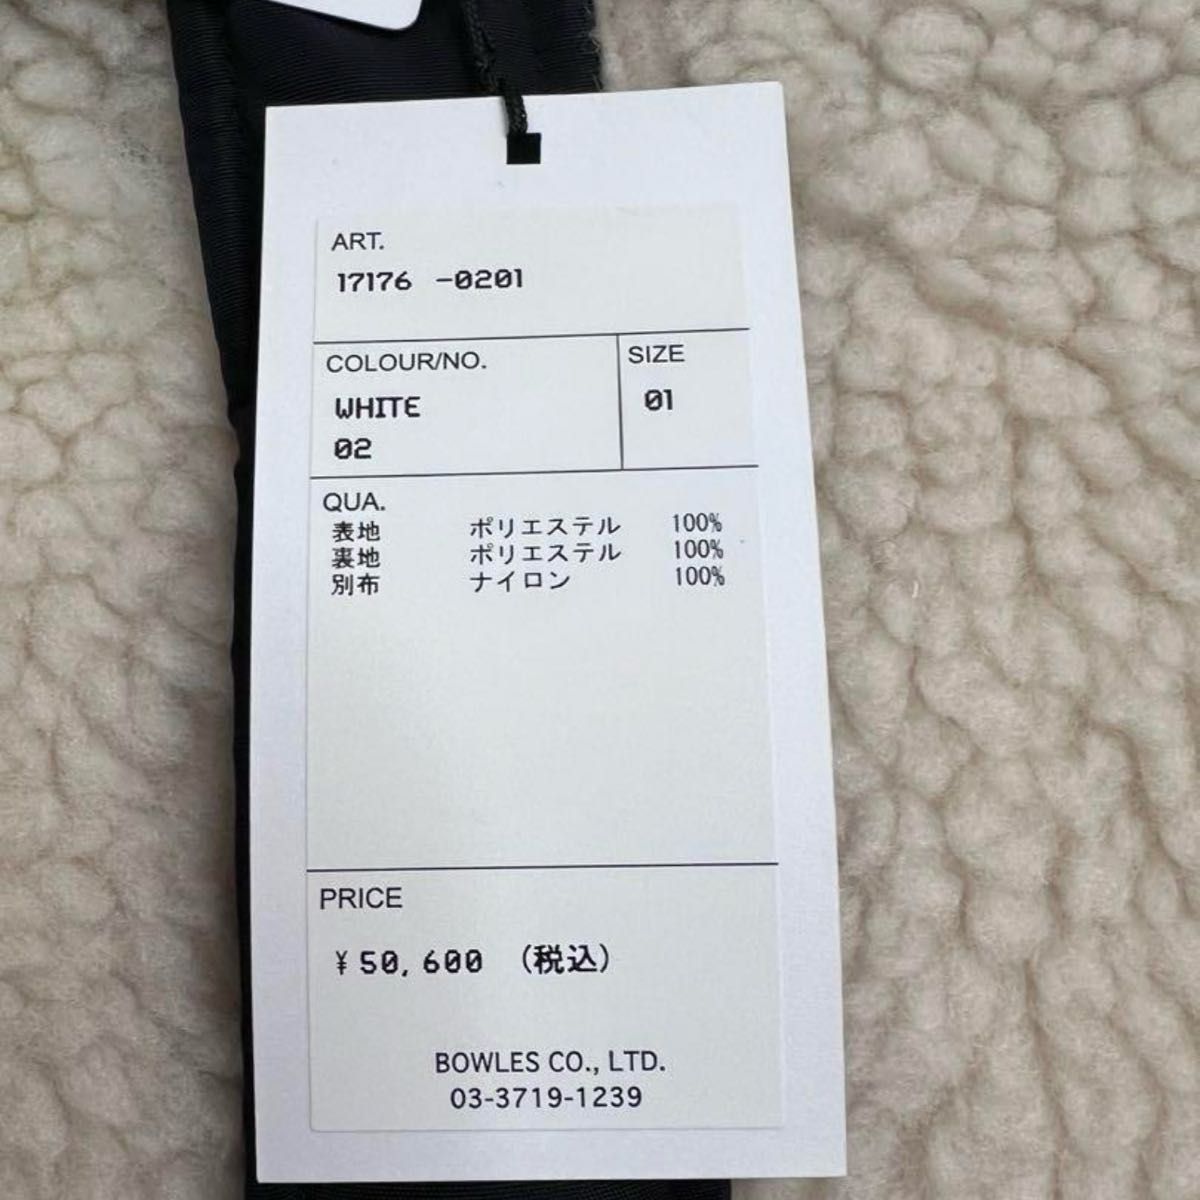 ART.
17176 -0201
COLOUR/NO.
WHITE
02
SIZE
01
QUA.
表地 ポリエステル 100%
裏地 ポリエステル 100%
別布 ナイロン 100%
PRICE
¥50,600 (税込)
BOWLES CO., LTD.
03-3719-1239